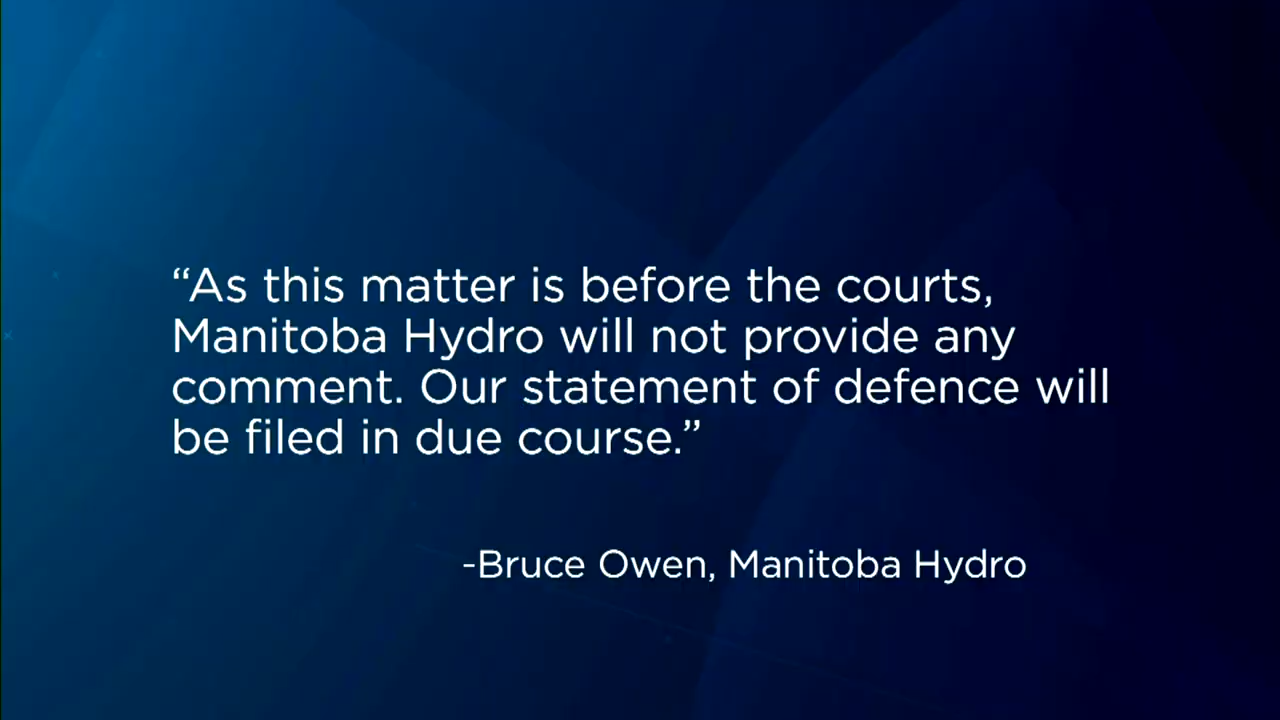 “As this matter is before the courts,
Manitoba Hydro will not provide any
comment. Our statement of defence will
be filed in due course.”
-Bruce Owen, Manitoba Hydro